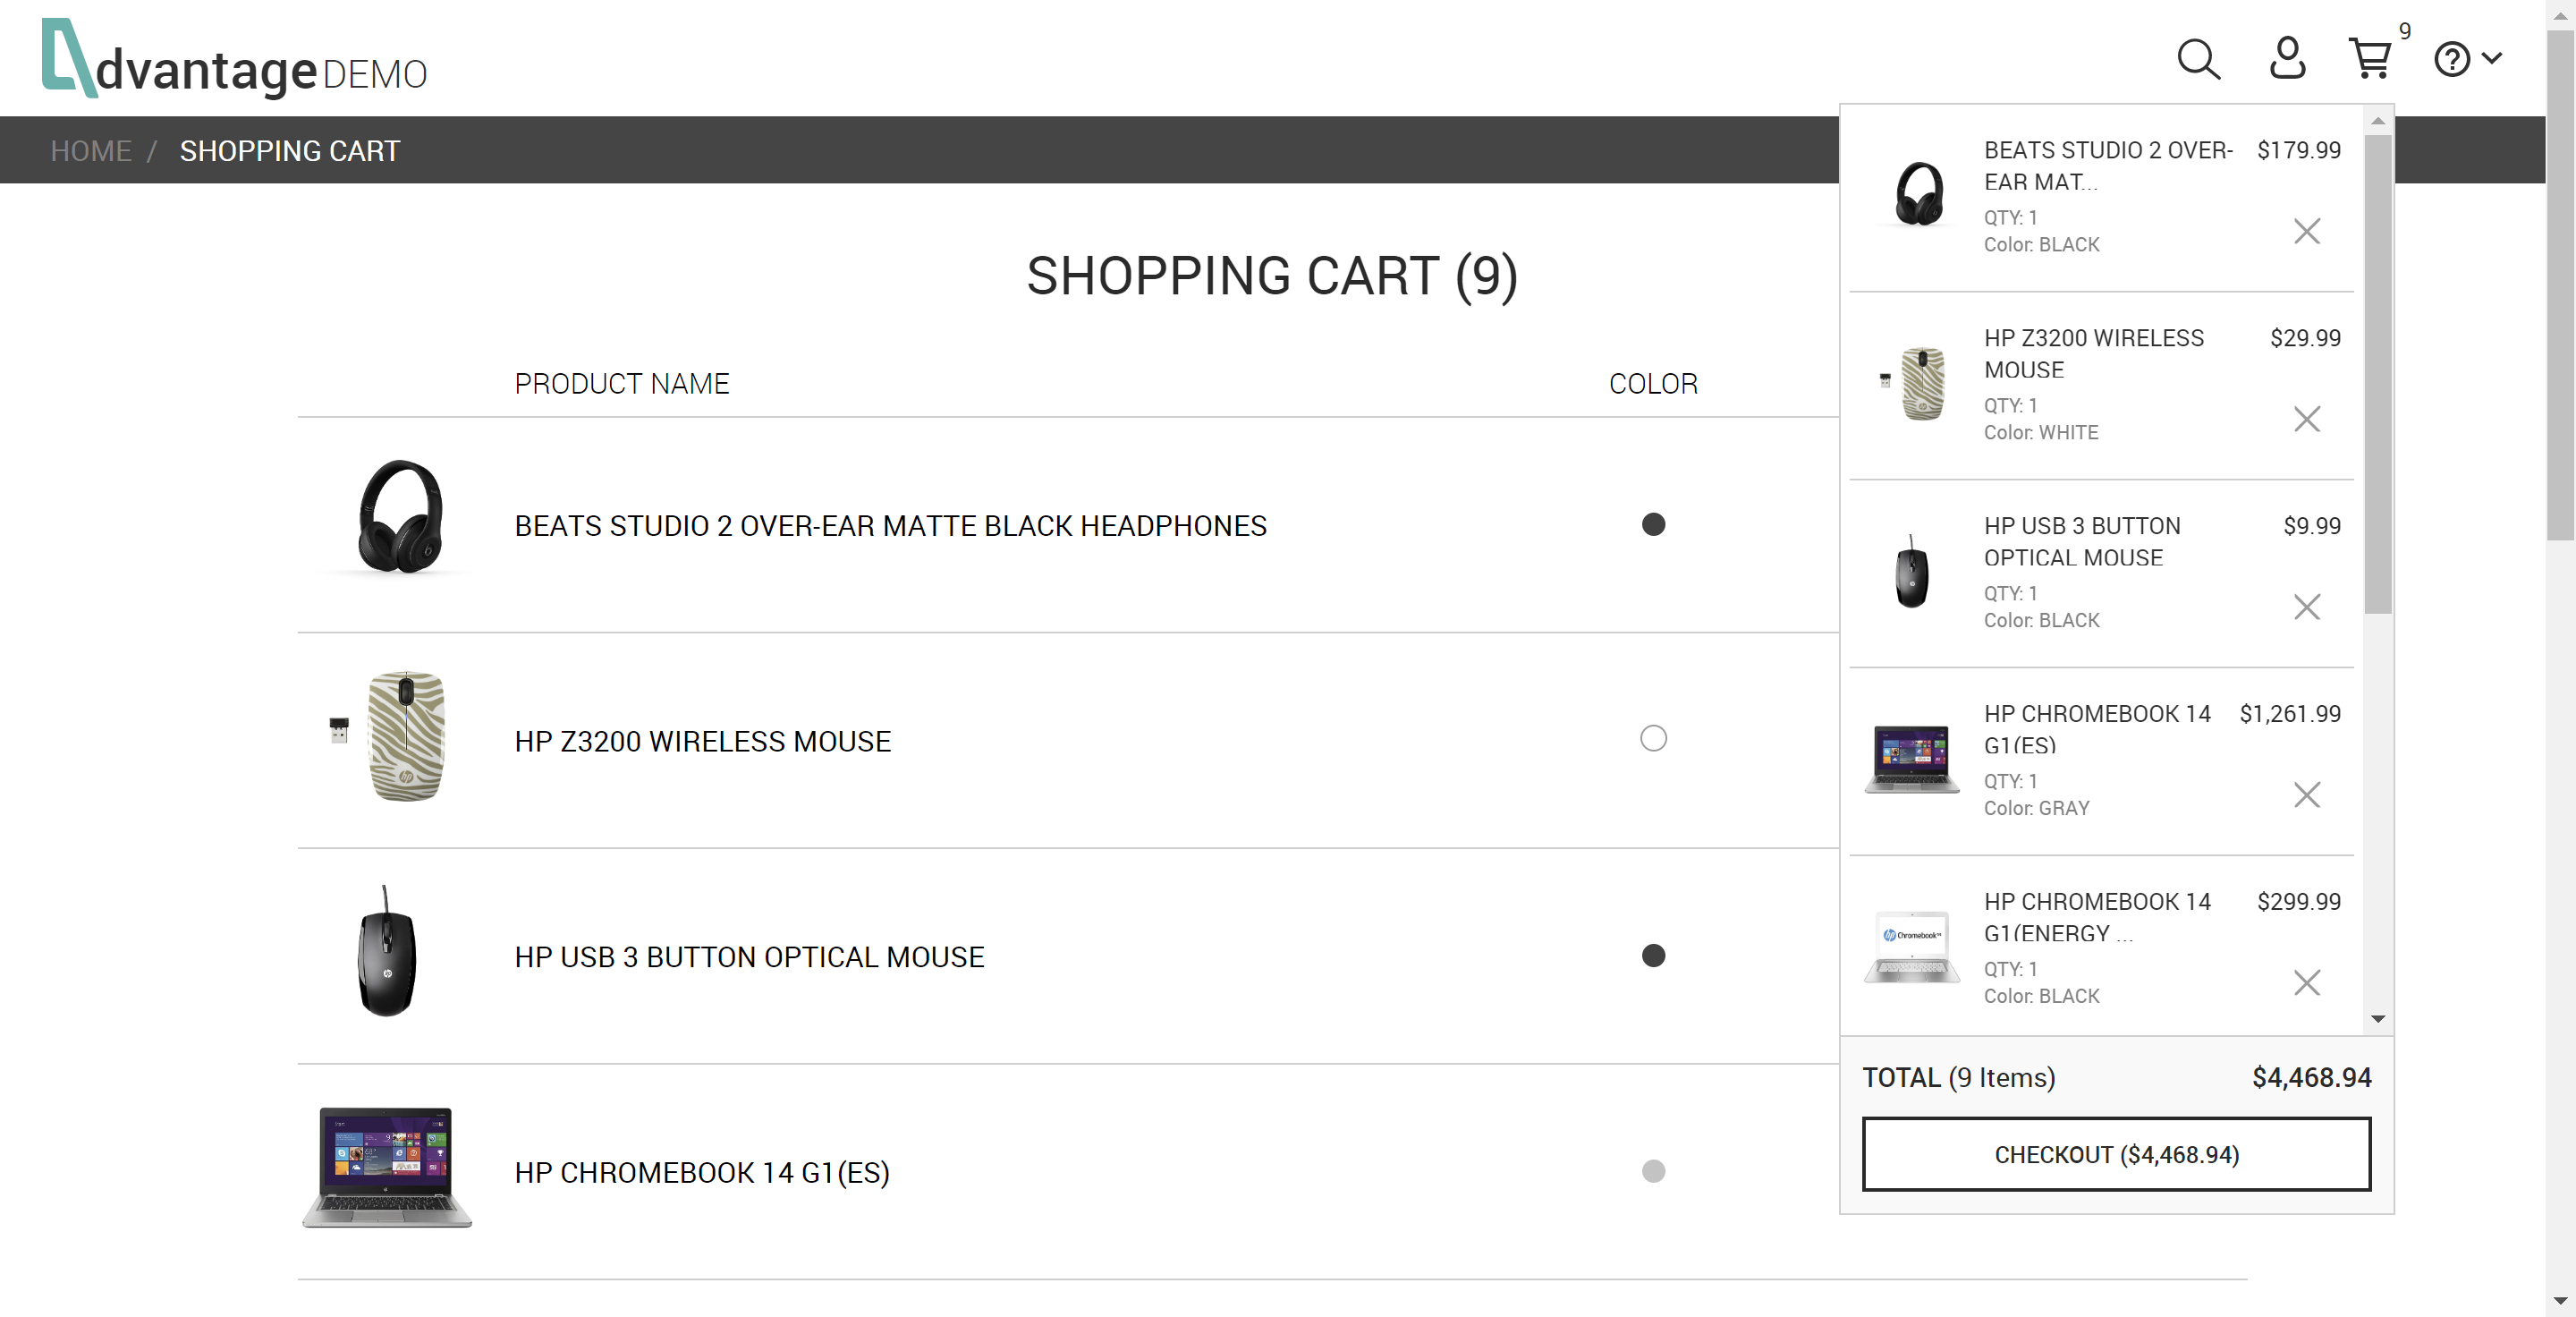 dvantage DEMO
9
HOME / SHOPPING CART
SHOPPING CART (9)
PRODUCT NAME COLOR
BEATS STUDIO 2 OVER-EAR MATTE BLACK HEADPHONES
HP Z3200 WIRELESS MOUSE
HP USB 3 BUTTON OPTICAL MOUSE
HP CHROMEBOOK 14 G1(ES)
BEATS STUDIO 2 OVER- $179.99
EAR MAT...
QTY: 1
Color: BLACK
HP Z3200 WIRELESS $29.99
MOUSE
QTY: 1
Color: WHITE
HP USB 3 BUTTON $9.99
OPTICAL MOUSE
QTY: 1
Color: BLACK
HP CHROMEBOOK 14 $1,261.99
G1(ES)
QTY: 1
Color: GRAY
HP CHROMEBOOK 14 $299.99
G1(ENERGY ...
hp Chromebook
QTY: 1
Color: BLACK
TOTAL (9 Items) $4,468.94
CHECKOUT ($4,468.94)